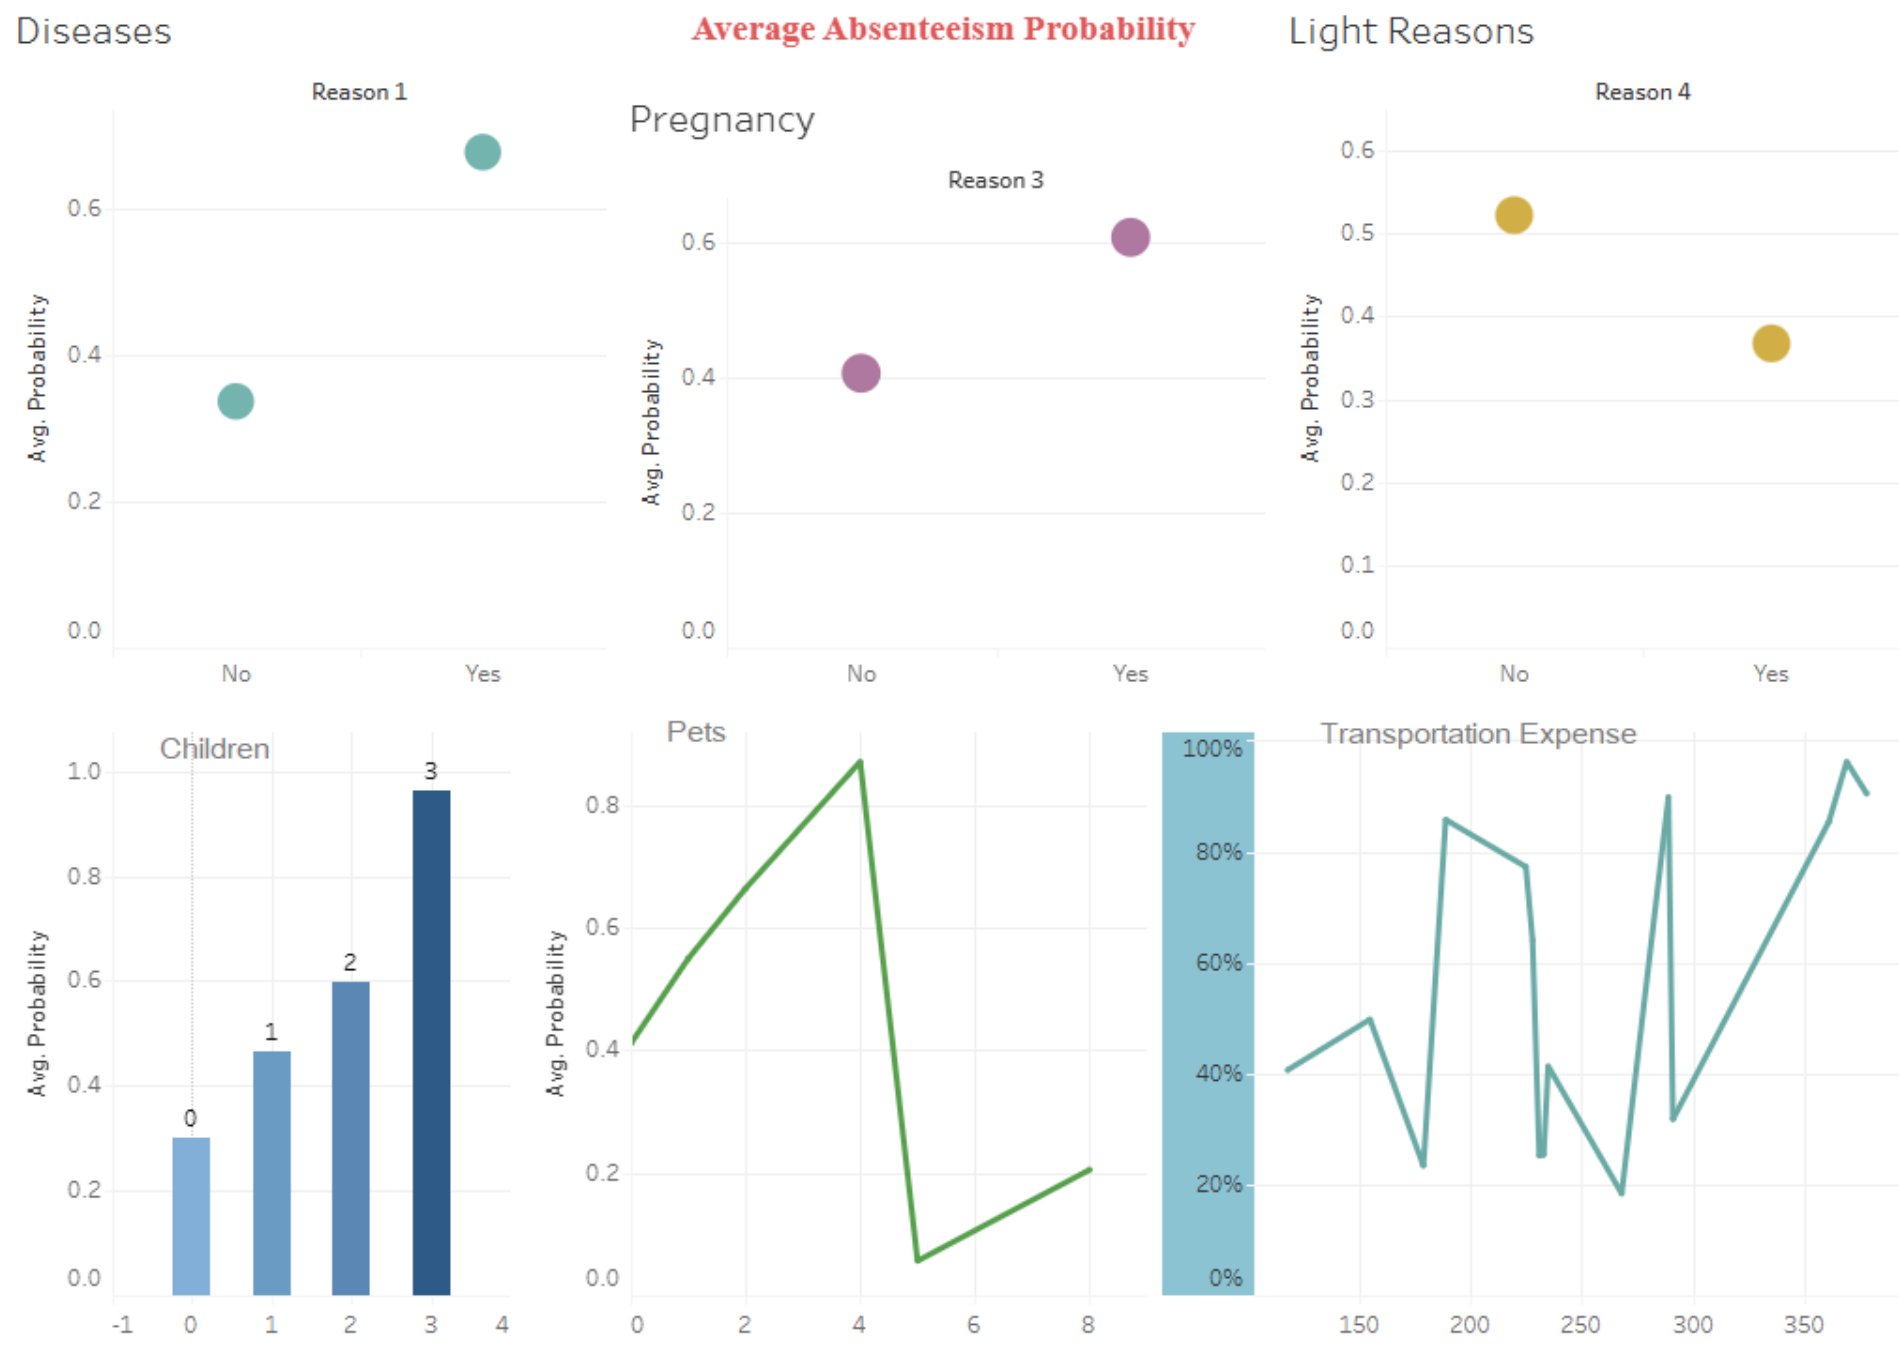 Average Absenteeism Probability
Diseases
Reason 1
Avg. Probability
0.6
0.4
0.2
0.0
No Yes
Pregnancy
Reason 3
Avg. Probability
0.6
0.4
0.2
0.0
No Yes
Light Reasons
Reason 4
Avg. Probability
0.6
0.5
0.4
0.3
0.2
0.1
0.0
No Yes
Children
Avg. Probability
1.0
0.8
0.6
0.4
0.2
0.0
0
1
2
3
-1 0 1 2 3 4
Pets
Avg. Probability
0.8
0.6
0.4
0.2
0.0
0 2 4 6 8
Transportation Expense
100%
80%
60%
40%
20%
0%
150 200 250 300 350